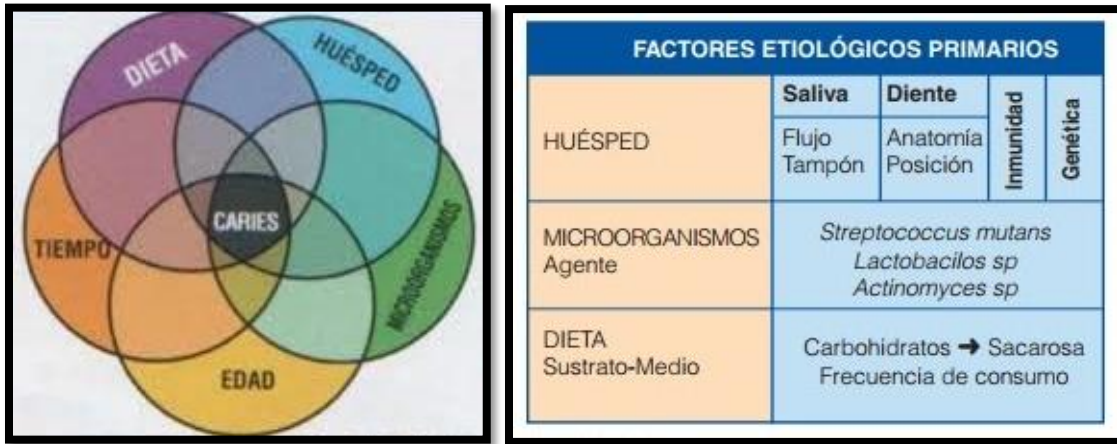 DIETA
HUÉSPED
CARIES
TIEMPO
MICROORGANISMOS
EDAD
FACTORES ETIOLÓGICOS PRIMARIOS
HUÉSPED
Saliva
Flujo
Tampón
Diente
Anatomía
Posición
Inmunidad
Genética
MICROORGANISMOS
Agente
Streptococcus mutans
Lactobacilos sp
Actinomyces sp
DIETA
Sustrato-Medio
Carbohidratos ➜ Sacarosa
Frecuencia de consumo